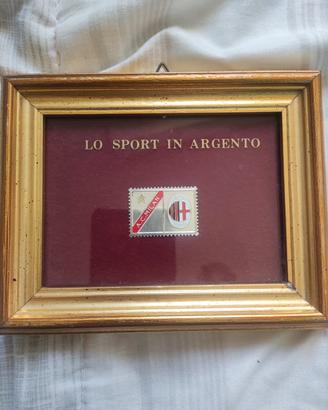 LO SPORT IN ARGENTO
A.C. MILAN